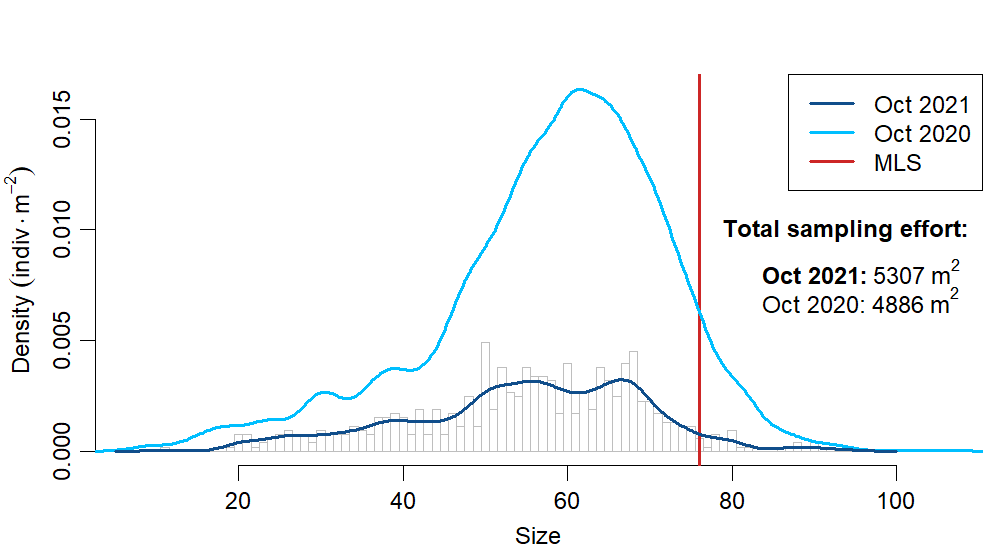 Oct 2021
Oct 2020
MLS
Total sampling effort:
Oct 2021: 5307 m²
Oct 2020: 4886 m²
Density (indiv · m⁻²)
0.015
0.010
0.005
0.000
20 40 60 80 100
Size